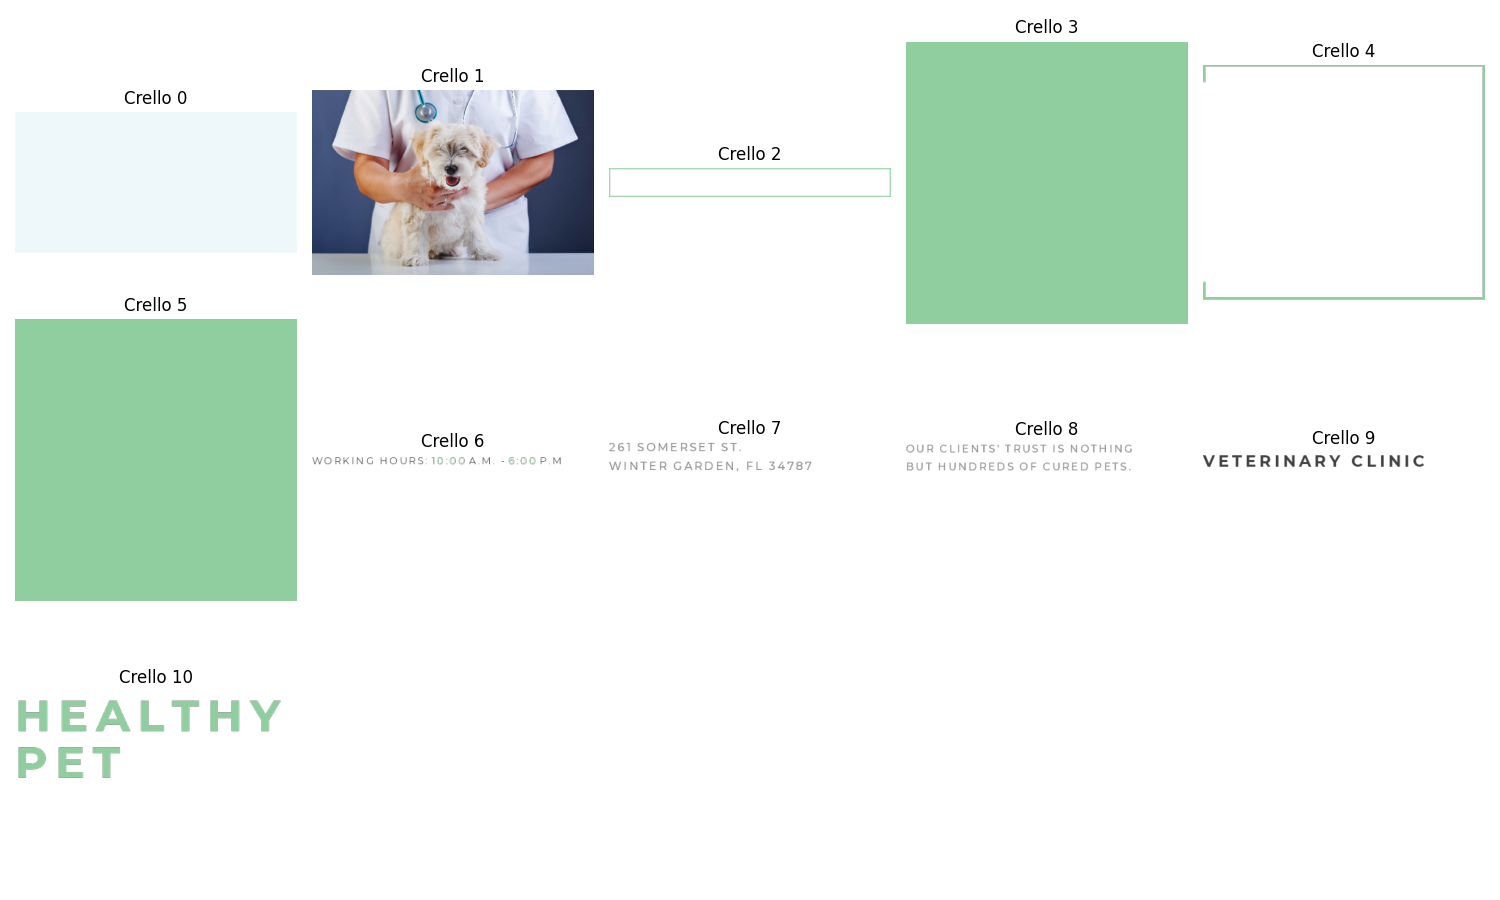 Crello 0
Crello 1
Crello 2
Crello 3
Crello 4
Crello 5
Crello 6
WORKING HOURS: 10:00 A.M. - 6:00 P.M
Crello 7
261 SOMERSET ST.
WINTER GARDEN, FL 34787
Crello 8
OUR CLIENTS' TRUST IS NOTHING
BUT HUNDREDS OF CURED PETS.
Crello 9
VETERINARY CLINIC
Crello 10
HEALTHY
PET